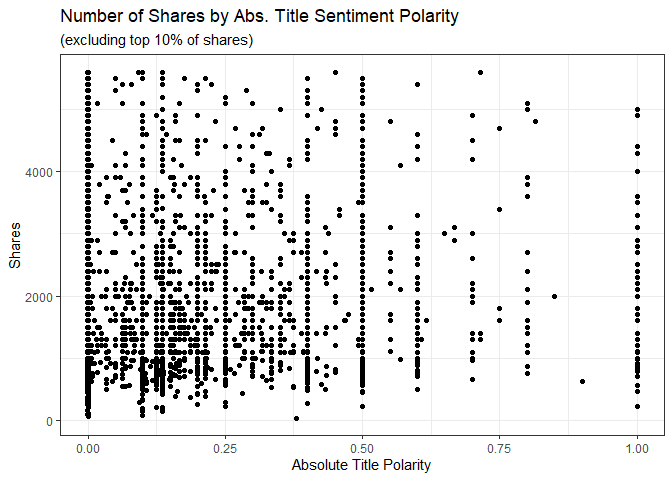 Number of Shares by Abs. Title Sentiment Polarity
(excluding top 10% of shares)
Shares
4000
2000
0
0.00 0.25 0.50 0.75 1.00
Absolute Title Polarity